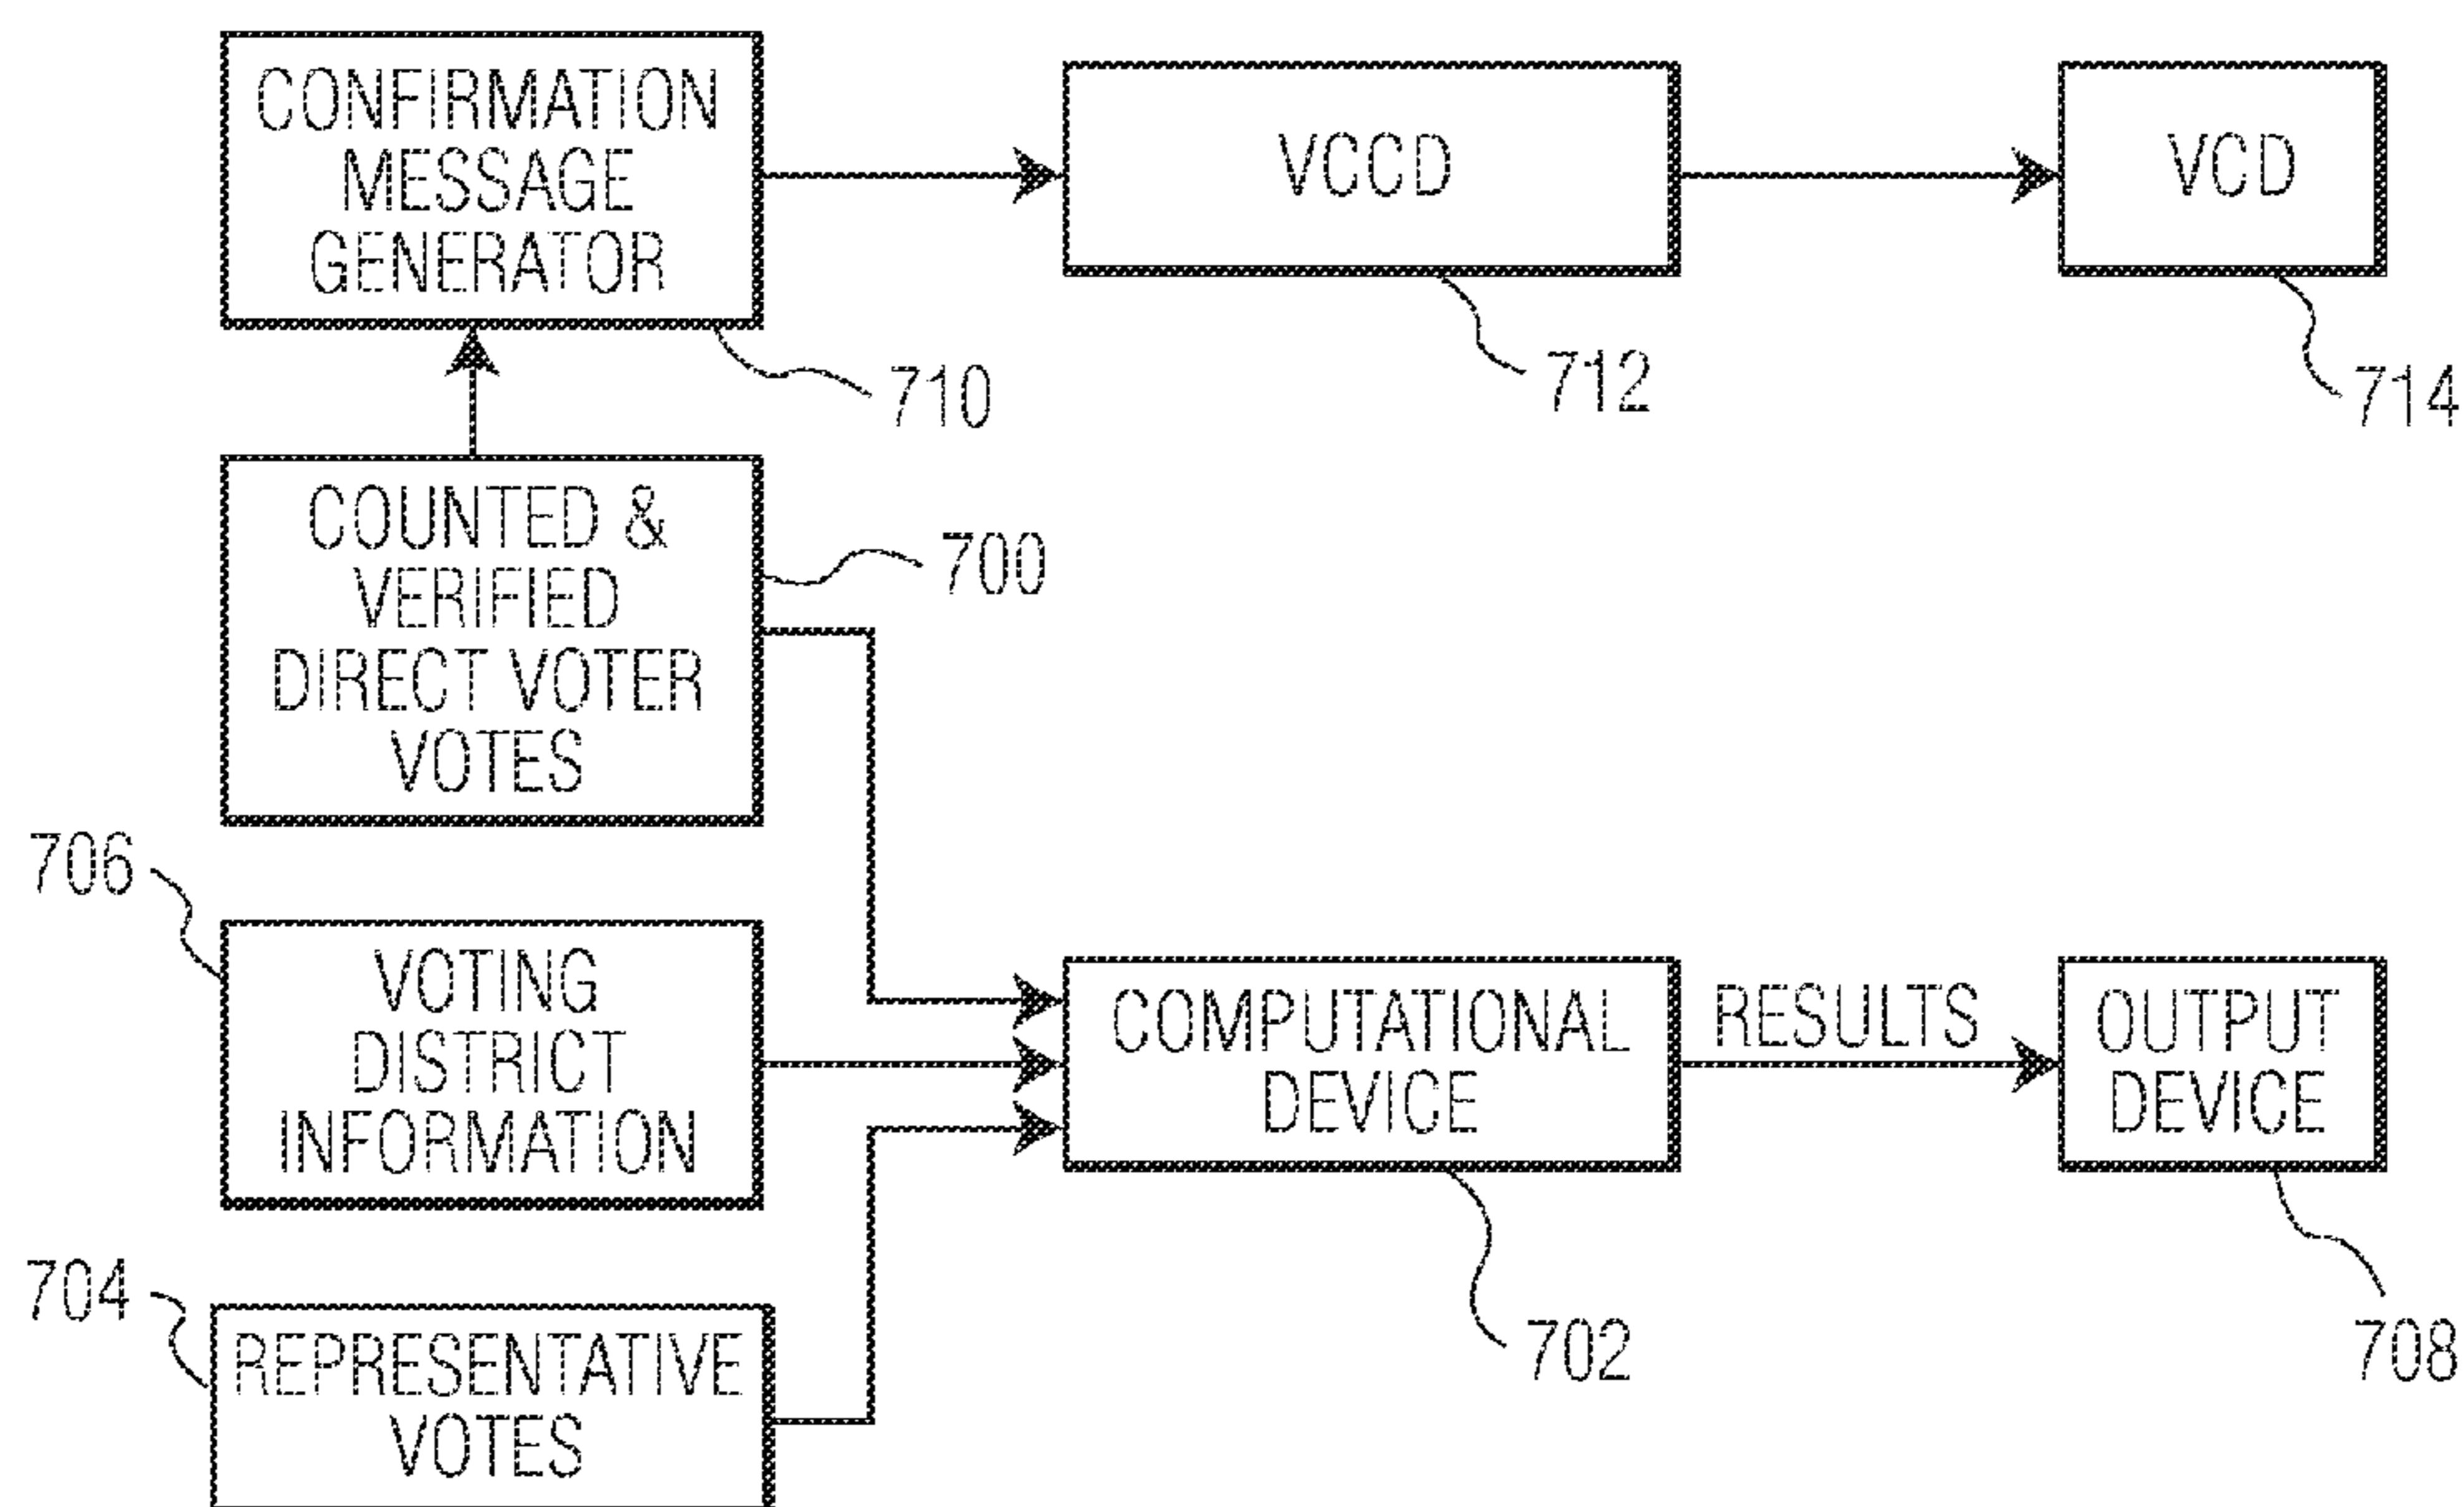 CONFIRMATION
MESSAGE
GENERATOR
710
VCCD
712
VCD
714
COUNTED &
VERIFIED
DIRECT VOTER
VOTES
700
706
VOTING
DISTRICT
INFORMATION
COMPUTATIONAL
DEVICE
702
RESULTS
OUTPUT
DEVICE
708
704
REPRESENTATIVE
VOTES